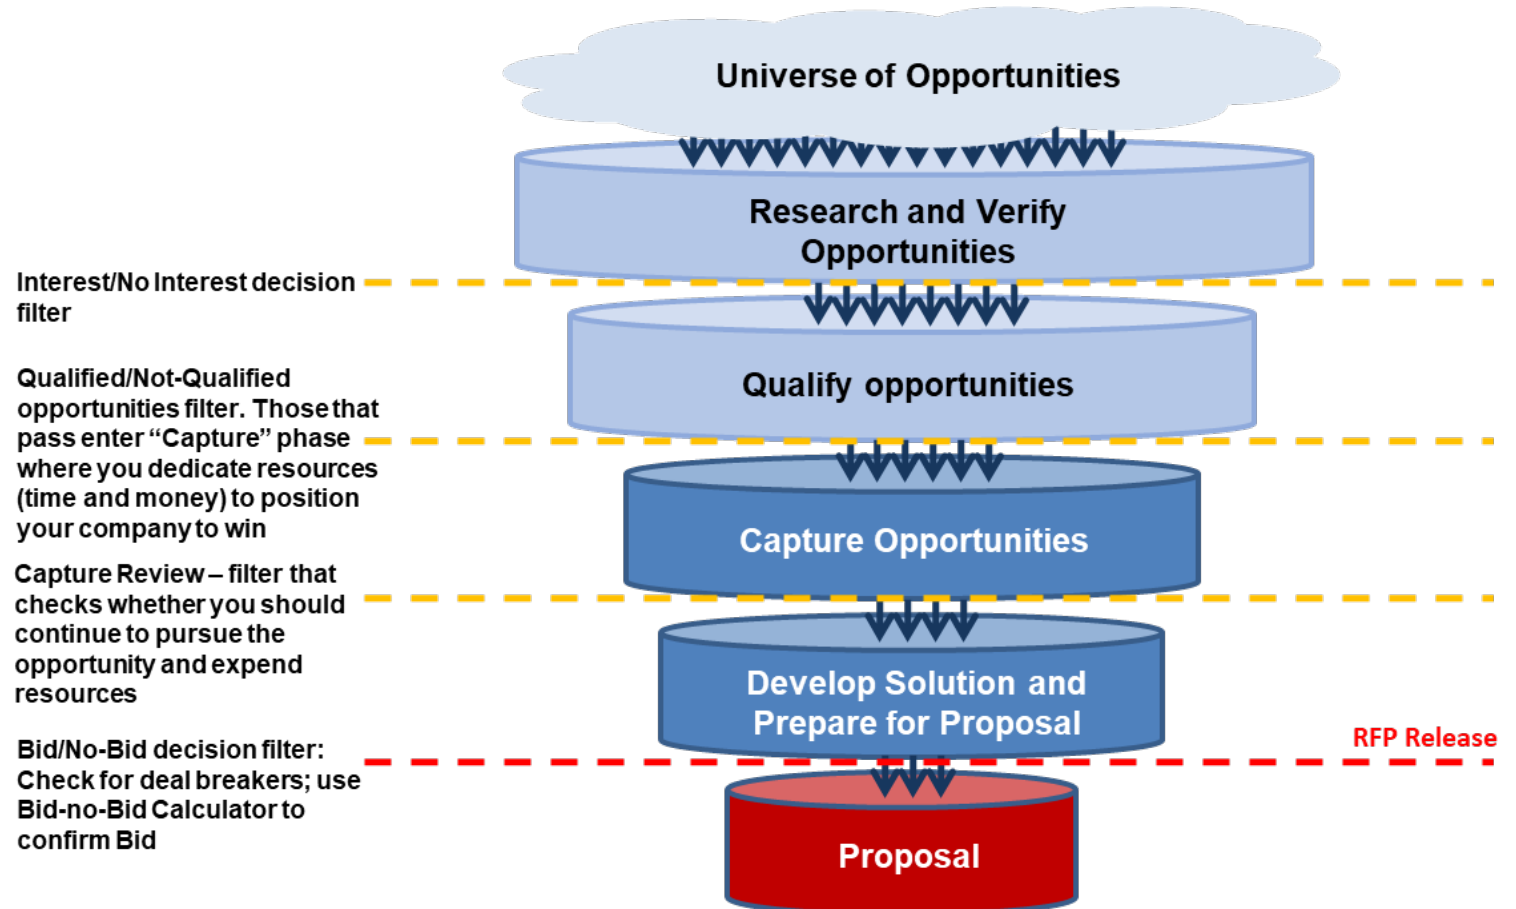 Universe of Opportunities
Research and Verify
Opportunities
Interest/No Interest decision
filter
Qualified/Not-Qualified
opportunities filter. Those that
pass enter “Capture” phase
where you dedicate resources
(time and money) to position
your company to win
Qualify opportunities
Capture Opportunities
Capture Review – filter that
checks whether you should
continue to pursue the
opportunity and expend
resources
Develop Solution and
Prepare for Proposal
RFP Release
Bid/No-Bid decision filter:
Check for deal breakers; use
Bid-no-Bid Calculator to
confirm Bid
Proposal